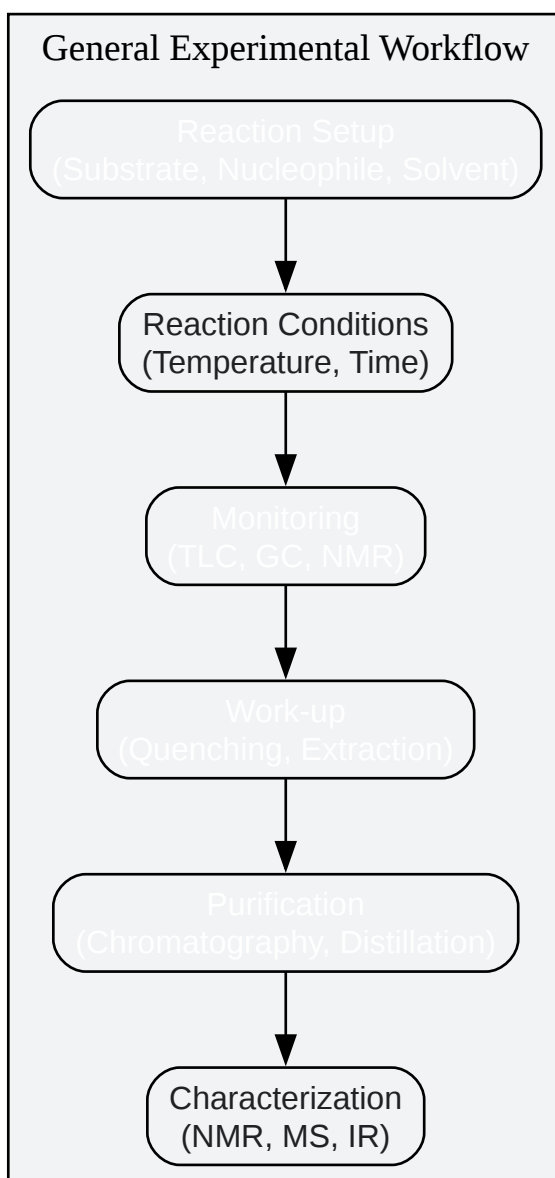 General Experimental Workflow
Reaction Setup
(Substrate, Nucleophile, Solvent)
Reaction Conditions
(Temperature, Time)
Monitoring
(TLC, GC, NMR)
Work-up
(Quenching, Extraction)
Purification
(Chromatography, Distillation)
Characterization
(NMR, MS, IR)